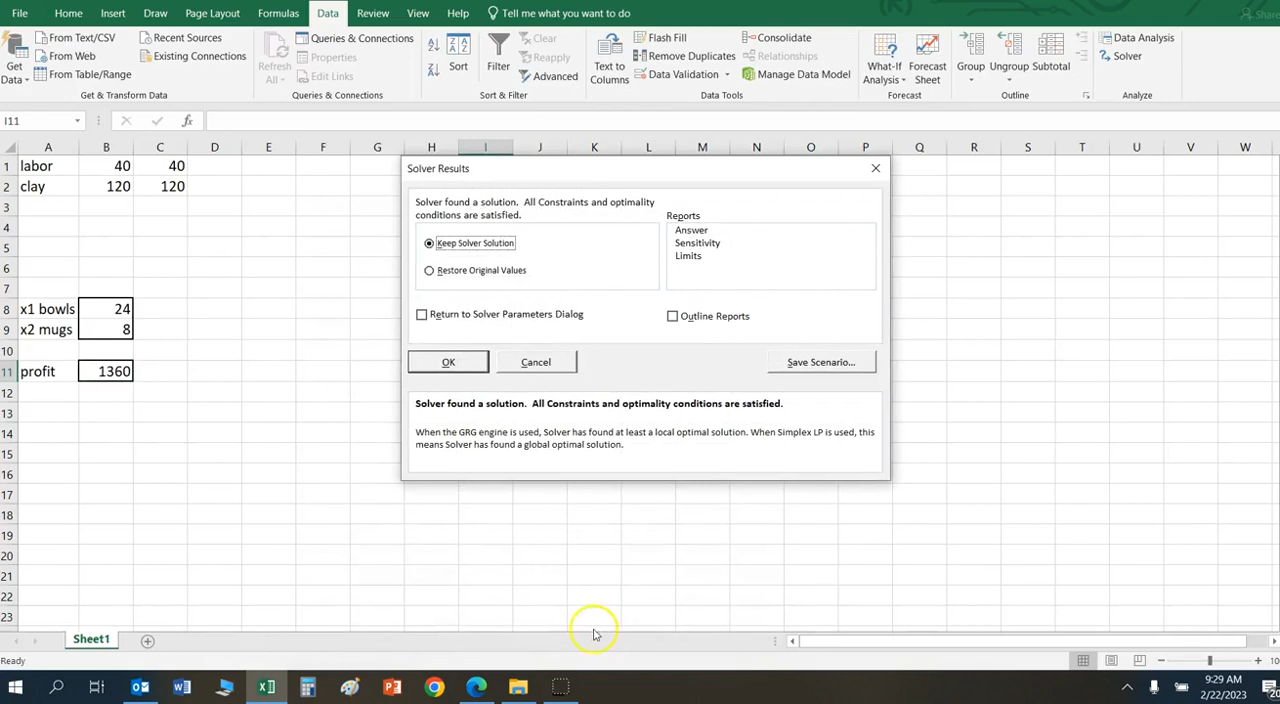 File Home Insert Draw Page Layout Formulas Data Review View Help Tell me what you want to do Share
Get Data
From Text/CSV
From Web
From Table/Range
Recent Sources
Existing Connections
Get & Transform Data
Refresh All
Queries & Connections
Properties
Edit Links
Queries & Connections
Sort
Filter
Clear
Reapply
Advanced
Sort & Filter
Text to Columns
Flash Fill
Remove Duplicates
Data Validation
Consolidate
Relationships
Manage Data Model
Data Tools
What-If Analysis
Forecast Sheet
Forecast
Group
Ungroup
Subtotal
Outline
Data Analysis
Solver
Analyze
I11 fx
A B C D E F G H I J K L M N O P Q R S T U V W
1 labor 40 40
2 clay 120 120
3
4
5
6
7
8 x1 bowls 24
9 x2 mugs 8
10
11 profit 1360
12
13
14
15
16
17
18
19
20
21
22
23
Solver Results
Solver found a solution. All Constraints and optimality
conditions are satisfied.
Keep Solver Solution
Restore Original Values
Reports
Answer
Sensitivity
Limits
Return to Solver Parameters Dialog
Outline Reports
OK Cancel Save Scenario...
Solver found a solution. All Constraints and optimality conditions are satisfied.
When the GRG engine is used, Solver has found at least a local optimal solution. When Simplex LP is used, this
means Solver has found a global optimal solution.
Sheet1
Ready 10
9:29 AM
2/22/2023
20